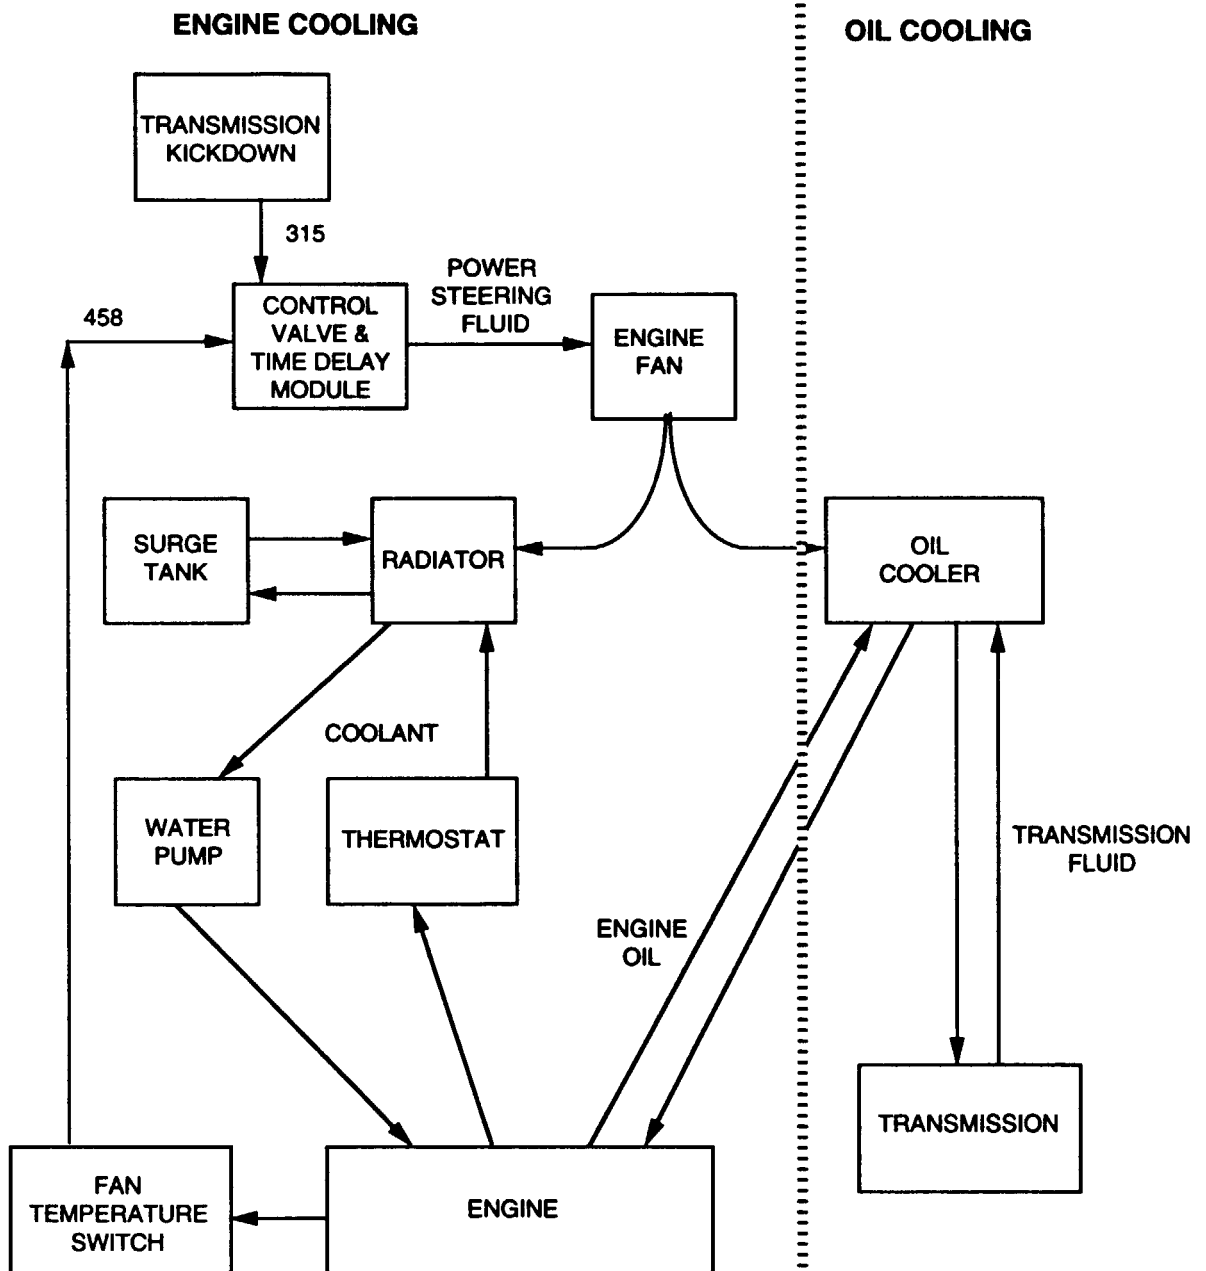 ENGINE COOLING
OIL COOLING
TRANSMISSION
KICKDOWN
315
458
CONTROL
VALVE &
TIME DELAY
MODULE
POWER
STEERING
FLUID
ENGINE
FAN
SURGE
TANK
RADIATOR
OIL
COOLER
COOLANT
WATER
PUMP
THERMOSTAT
TRANSMISSION
FLUID
ENGINE
OIL
TRANSMISSION
FAN
TEMPERATURE
SWITCH
ENGINE